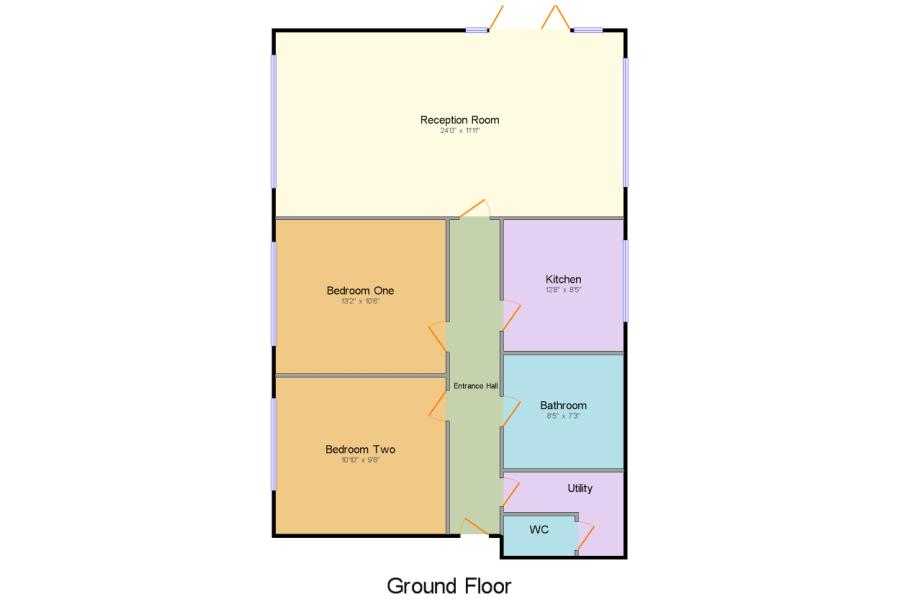 Reception Room
24'0" x 11'11"
Bedroom One
13'2" x 10'6"
Kitchen
12'8" x 8'5"
Entrance Hall
Bathroom
8'5" x 7'3"
Bedroom Two
10'10" x 9'8"
Utility
WC
Ground Floor